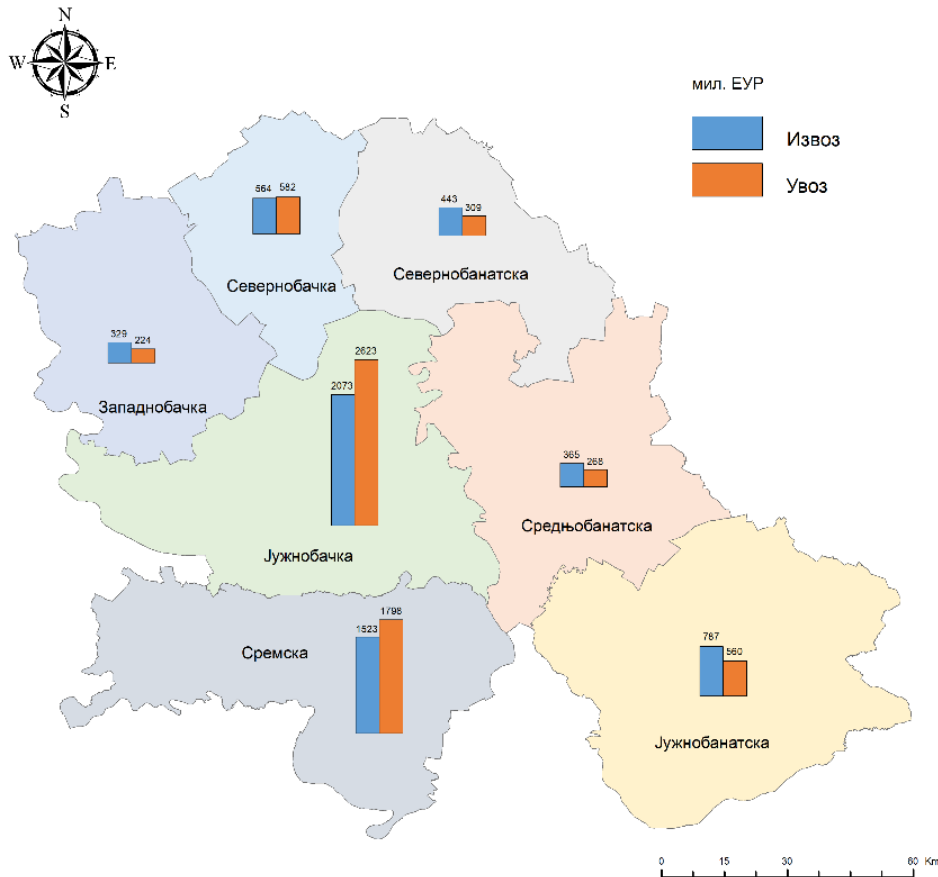 N
W E
S
мил. ЕУР
Извоз
Увоз
564 582
Севернобачка
443 309
Севернобанатска
329 224
Западнобачка
2073 2623
Јужнобачка
365 268
Средњобанатска
1523 1798
Сремска
787 560
Јужнобанатска
0 15 30 60 Km